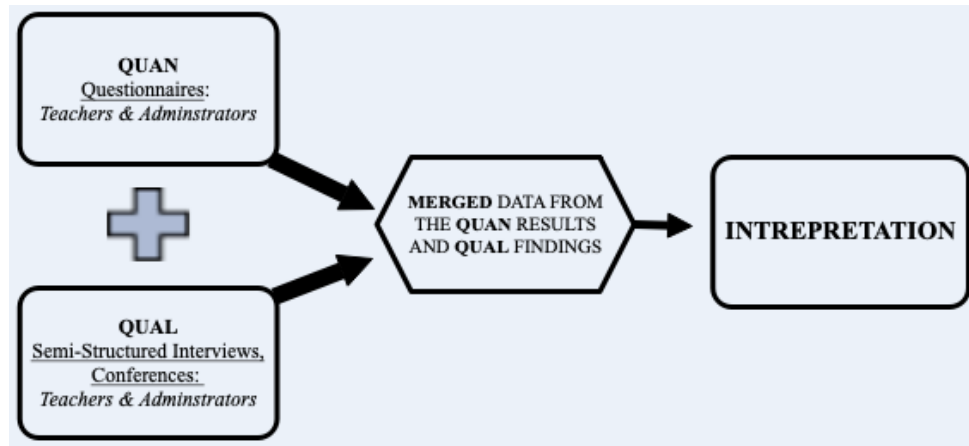 QUAN
Questionnaires:
Teachers & Adminstrators
QUAL
Semi-Structured Interviews,
Conferences:
Teachers & Adminstrators
MERGED DATA FROM
THE QUAN RESULTS
AND QUAL FINDINGS
INTREPRETATION